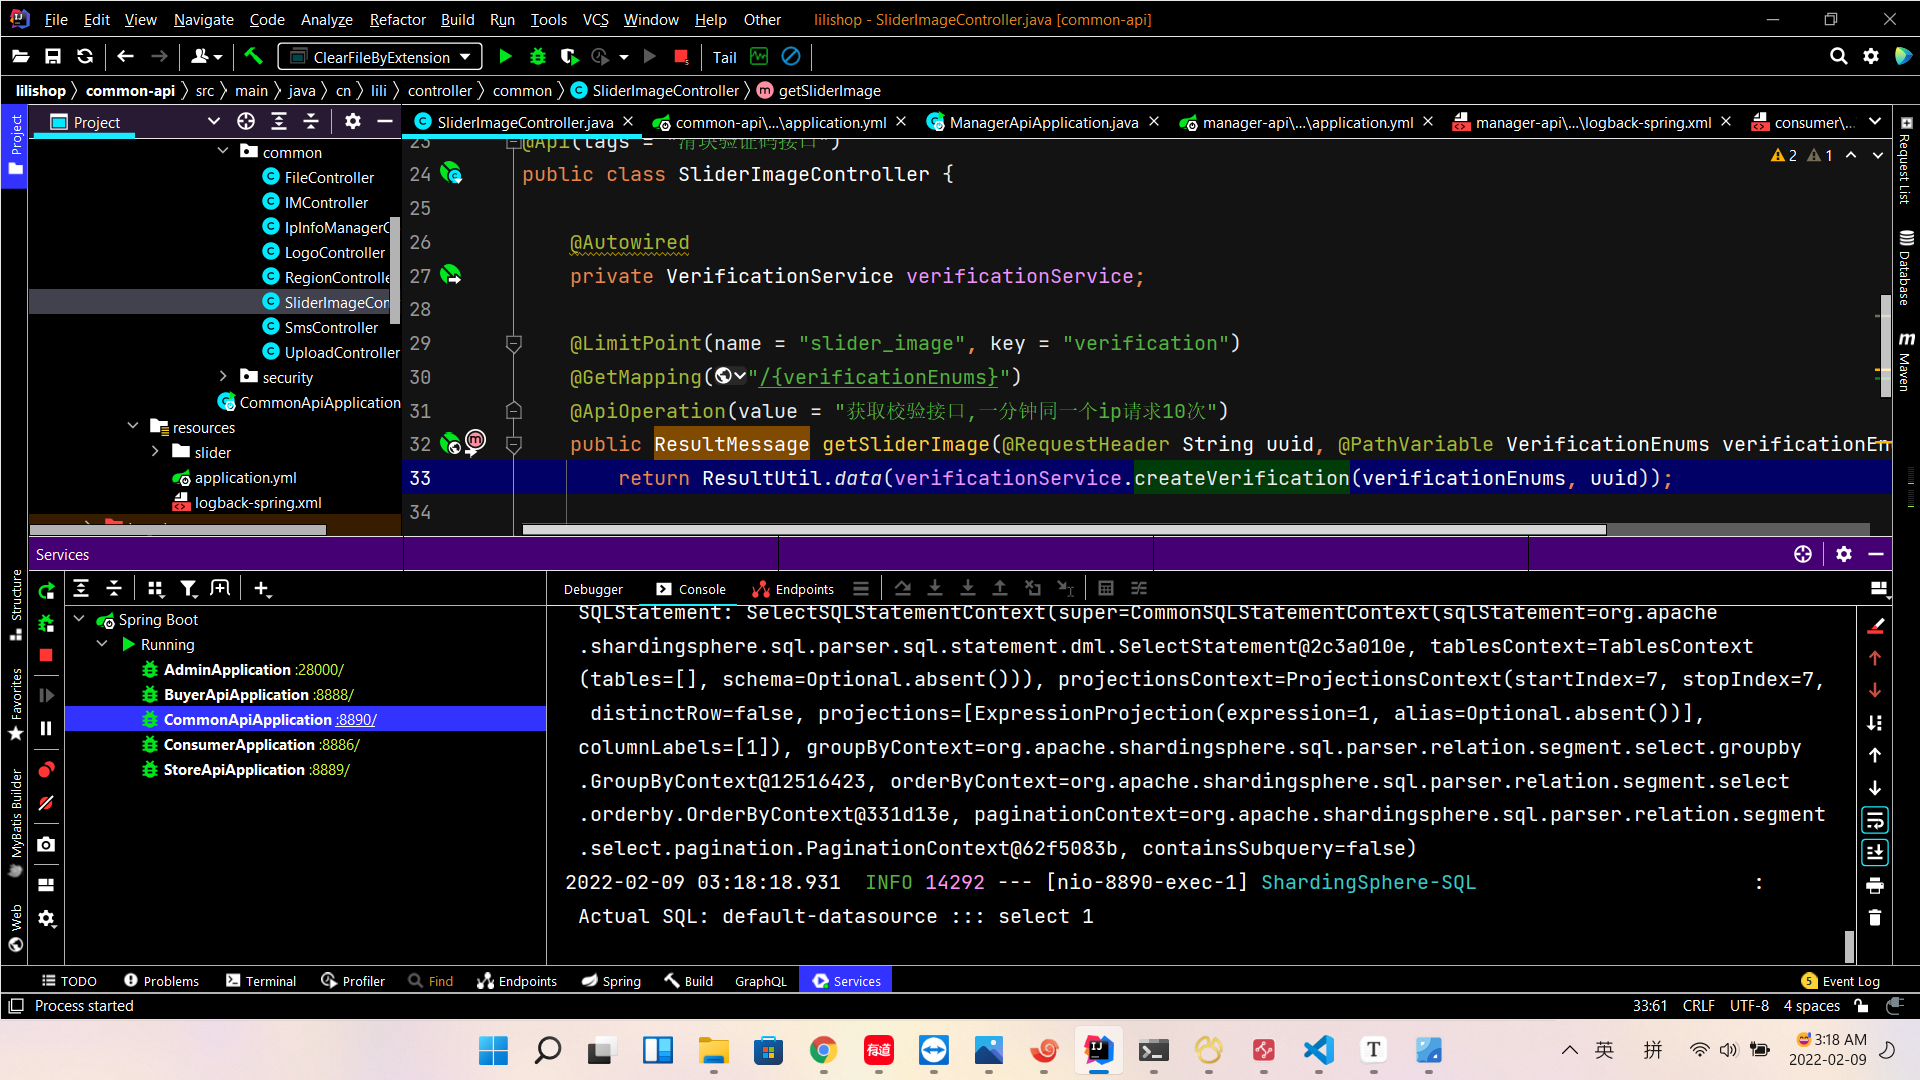 File Edit View Navigate Code Analyze Refactor Build Run Tools VCS Window Help Other lilishop - SliderImageController.java [common-api]
ClearFileByExtension Tail
lilishop common-api src main java cn lili controller common SliderImageController getSliderImage
Project
SliderImageController.java common-api\...\application.yml ManagerApiApplication.java manager-api\...\application.yml manager-api\...\logback-spring.xml consumer\...
Project
common
FileController
IMController
IpInfoManagerC
LogoController
RegionControlle
SliderImageCon
SmsController
UploadController
security
CommonApiApplication
resources
slider
application.yml
logback-spring.xml
2 1
23 @Api(tags = "滑块验证码接口")
24 public class SliderImageController {
25
26 @Autowired
27 private VerificationService verificationService;
28
29 @LimitPoint(name = "slider_image", key = "verification")
30 @GetMapping("/{verificationEnums}")
31 @ApiOperation(value = "获取校验接口,一分钟同一个ip请求10次")
32 public ResultMessage getSliderImage(@RequestHeader String uuid, @PathVariable VerificationEnums verificationEn
33 return ResultUtil.data(verificationService.createVerification(verificationEnums, uuid));
34
Request List
Database
Maven
Services
Structure
Favorites
MyBatis Builder
Web
Spring Boot
Running
AdminApplication :28000/
BuyerApiApplication :8888/
CommonApiApplication :8890/
ConsumerApplication :8886/
StoreApiApplication :8889/
Debugger Console Endpoints
SQLStatement: SelectSQLStatementContext(super=CommonSQLStatementContext(sqlStatement=org.apache
.shardingsphere.sql.parser.sql.statement.dml.SelectStatement@2c3a010e, tablesContext=TablesContext
(tables=[], schema=Optional.absent())), projectionsContext=ProjectionsContext(startIndex=7, stopIndex=7,
distinctRow=false, projections=[ExpressionProjection(expression=1, alias=Optional.absent())],
columnLabels=[1]), groupByContext=org.apache.shardingsphere.sql.parser.relation.segment.select.groupby
.GroupByContext@12516423, orderByContext=org.apache.shardingsphere.sql.parser.relation.segment.select
.orderby.OrderByContext@331d13e, paginationContext=org.apache.shardingsphere.sql.parser.relation.segment
.select.pagination.PaginationContext@62f5083b, containsSubquery=false)
2022-02-09 03:18:18.931 INFO 14292 --- [nio-8890-exec-1] ShardingSphere-SQL :
Actual SQL: default-datasource ::: select 1
TODO Problems Terminal Profiler Find Endpoints Spring Build GraphQL Services 5 Event Log
Process started 33:61 CRLF UTF-8 4 spaces
有道 英 拼 3:18 AM
2022-02-09